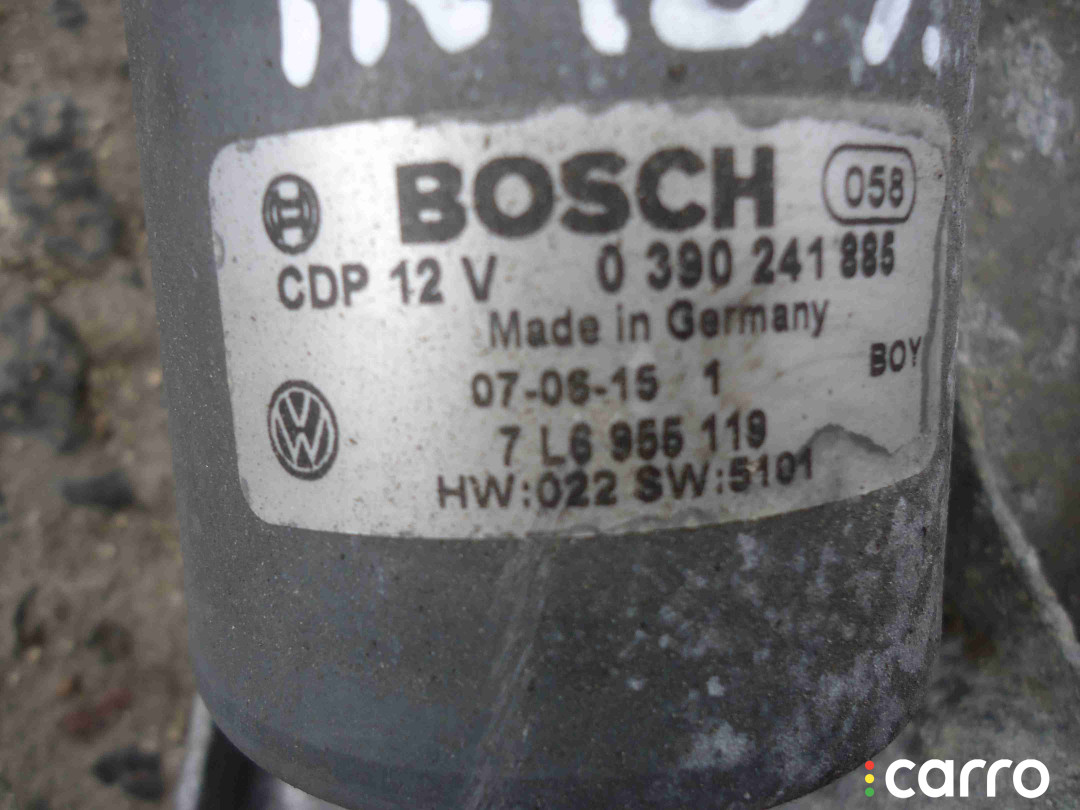 BOSCH 058
CDP 12 V 0 390 241 885
Made in Germany
BOY
07-06-15 1
7 L6 955 119
HW:022 SW:5101
carro